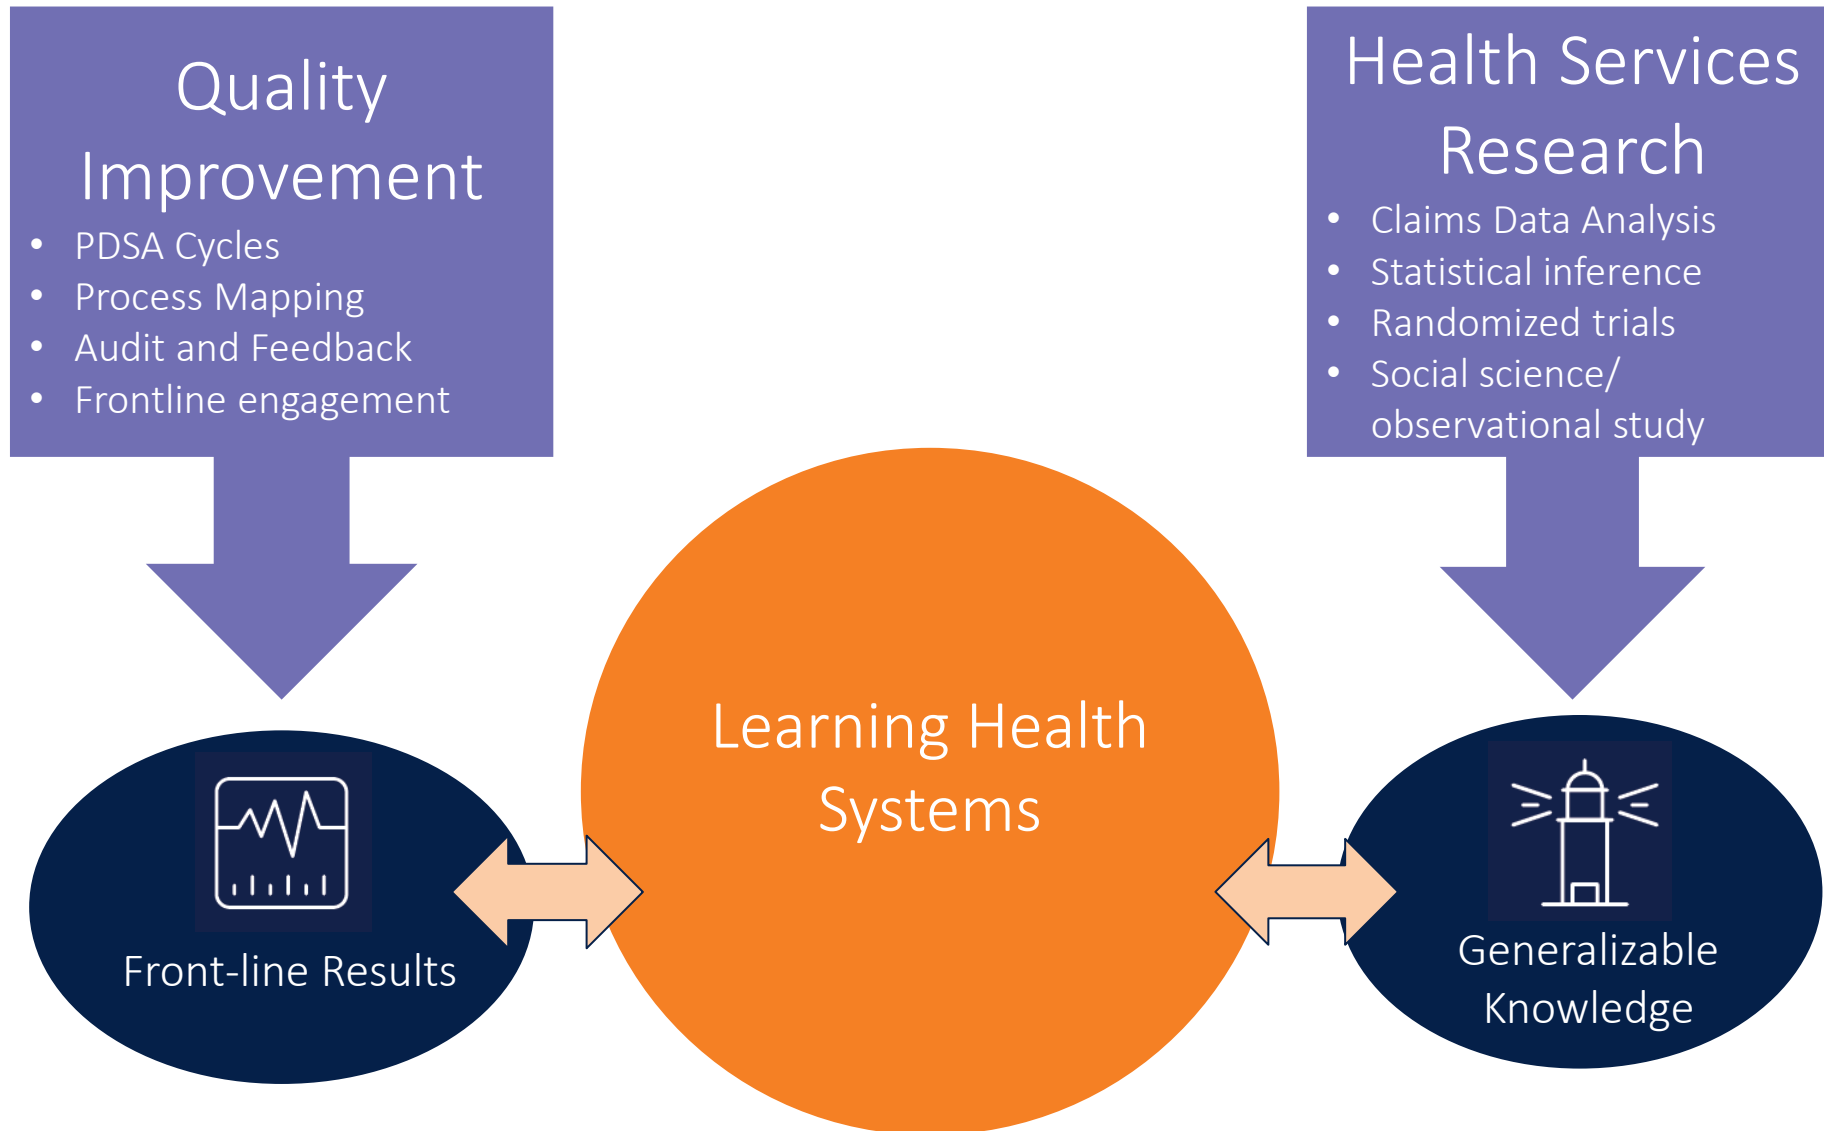 Quality
Improvement
• PDSA Cycles
• Process Mapping
• Audit and Feedback
• Frontline engagement
Health Services
Research
• Claims Data Analysis
• Statistical inference
• Randomized trials
• Social science/
observational study
Learning Health
Systems
Front-line Results
Generalizable
Knowledge